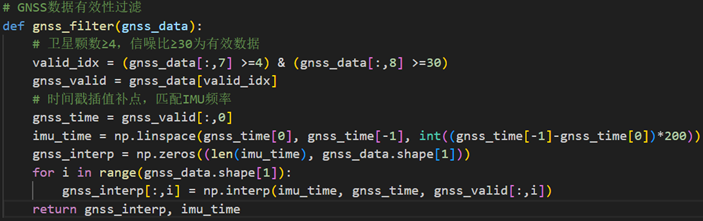 # GNSS数据有效性过滤
def gnss_filter(gnss_data):
    # 卫星颗数≥4，信噪比≥30为有效数据
    valid_idx = (gnss_data[:,7] >=4) & (gnss_data[:,8] >=30)
    gnss_valid = gnss_data[valid_idx]
    # 时间戳插值补点，匹配IMU频率
    gnss_time = gnss_valid[:,0]
    imu_time = np.linspace(gnss_time[0], gnss_time[-1], int((gnss_time[-1]-gnss_time[0])*200))
    gnss_interp = np.zeros((len(imu_time), gnss_data.shape[1]))
    for i in range(gnss_data.shape[1]):
        gnss_interp[:,i] = np.interp(imu_time, gnss_time, gnss_valid[:,i])
    return gnss_interp, imu_time